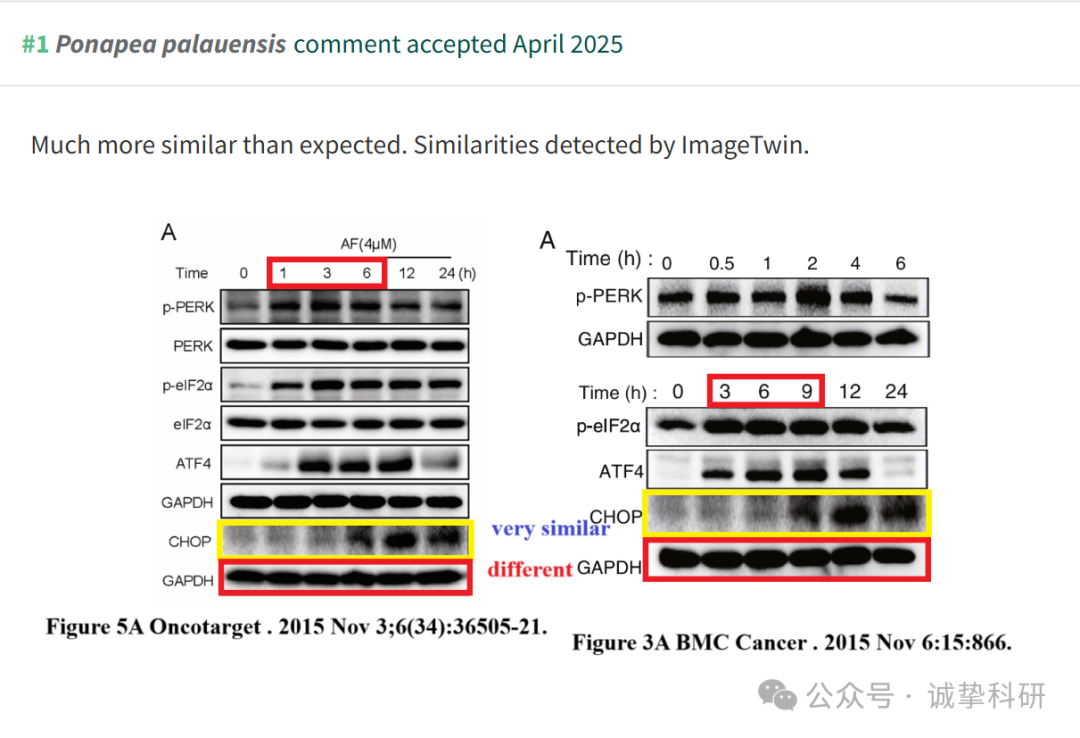 #1 Ponapea palauensis comment accepted April 2025
Much more similar than expected. Similarities detected by ImageTwin.
A
AF(4μM)
Time 0 1 3 6 12 24 (h)
p-PERK
PERK
p-eIF2α
eIF2α
ATF4
GAPDH
CHOP
GAPDH
very similar
different
Figure 5A Oncotarget . 2015 Nov 3;6(34):36505-21.
A
Time (h) : 0 0.5 1 2 4 6
p-PERK
GAPDH
Time (h) : 0 3 6 9 12 24
p-eIF2α
ATF4
CHOP
GAPDH
Figure 3A BMC Cancer . 2015 Nov 6:15:866.
公众号 · 诚挚科研